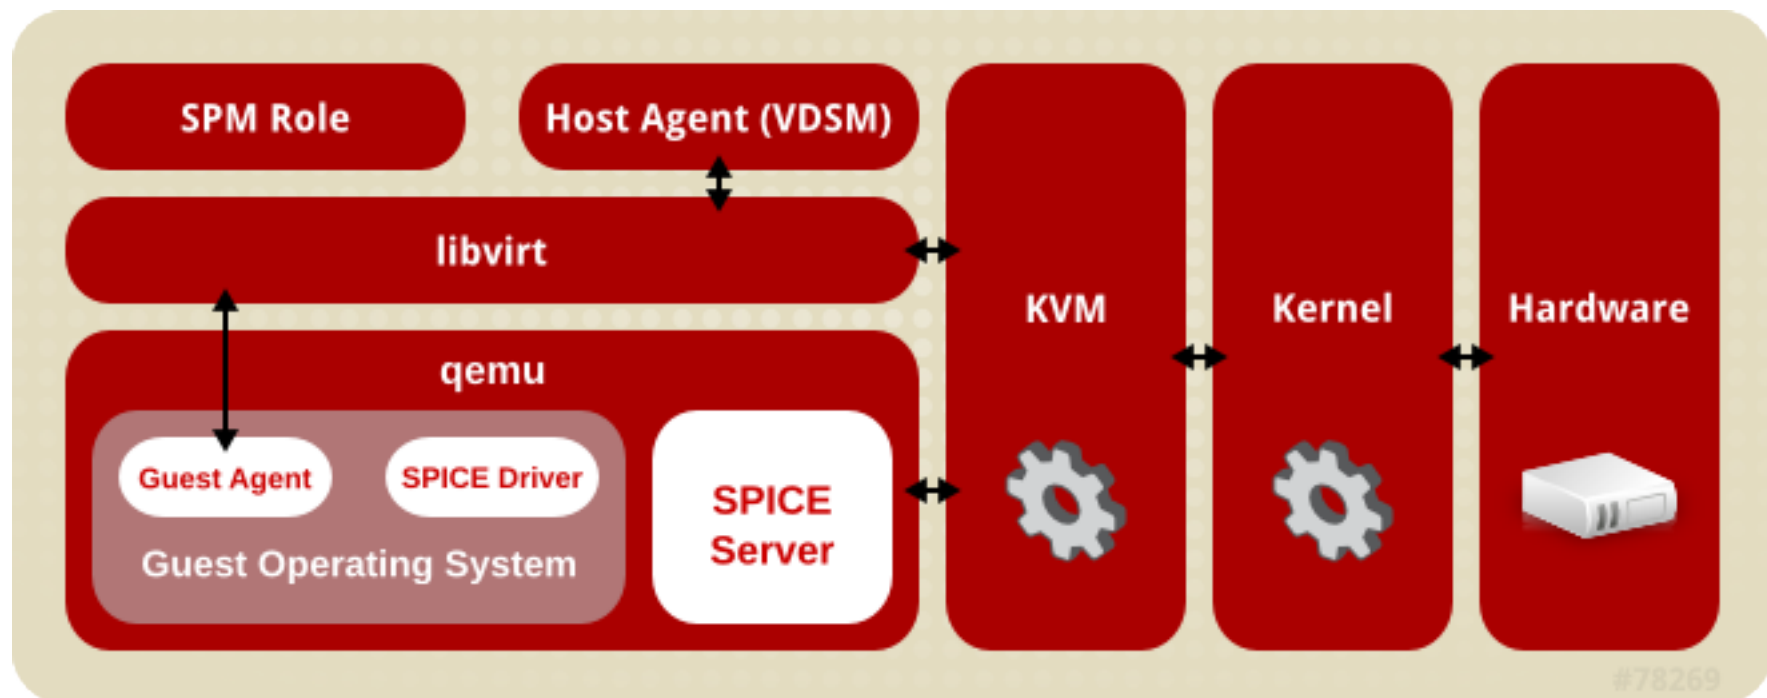 SPM Role
Host Agent (VDSM)
libvirt
qemu
Guest Agent
SPICE Driver
Guest Operating System
SPICE
Server
KVM
Kernel
Hardware
#78269